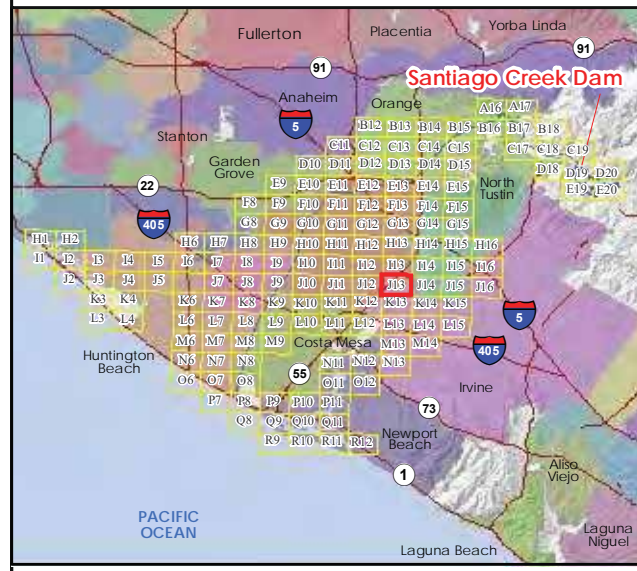 Fullerton
Placentia
Yorba Linda
91
91
Santiago Creek Dam
Anaheim
Orange
5
A16 A17
Stanton
B12 B13 B14 B15 B16 B17 B18
C11 C12 C13 C14 C15 C17 C18 C19
Garden
Grove
D10 D11 D12 D13 D14 D15 D18 D19 D20
22
E9 E10 E11 E12 E13 E14 E15 E19 E20
North
Tustin
F8 F9 F10 F11 F12 F13 F14 F15
405
G8 G9 G10 G11 G12 G13 G14 G15
H1 H2 H6 H7 H8 H9 H10 H11 H12 H13 H14 H15 H16
I1 I2 I3 I4 I5 I6 I7 I8 I9 I10 I11 I12 I13 I14 I15 I16
J2 J3 J4 J5 J7 J8 J9 J10 J11 J12 J13 J14 J15 J16
K3 K4 K6 K7 K8 K9 K10 K11 K12 K13 K14 K15
5
L3 L4 L6 L7 L8 L9 L10 L11 L12 L13 L14 L15
M6 M7 M8 M9 Costa Mesa M13 M14
405
Huntington
Beach
N6 N7 N8 N11 N12 N13
55
O6 O7 O8 O11 O12
Irvine
P7 P8 P9 P10 P11
73
Q8 Q9 Q10 Q11
Newport
Beach
R9 R10 R11 R12
1
Aliso
Viejo
PACIFIC
OCEAN
Laguna
Niguel
Laguna Beach